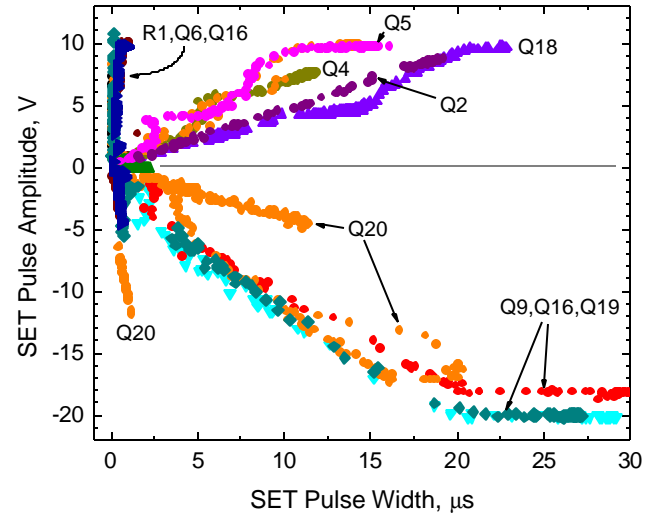 R1,Q6,Q16
Q5
Q4
Q18
Q2
Q20
Q20
Q9,Q16,Q19
10
5
0
-5
-10
-15
-20
0
5
10
15
20
25
30
SET Pulse Amplitude, V
SET Pulse Width, μs